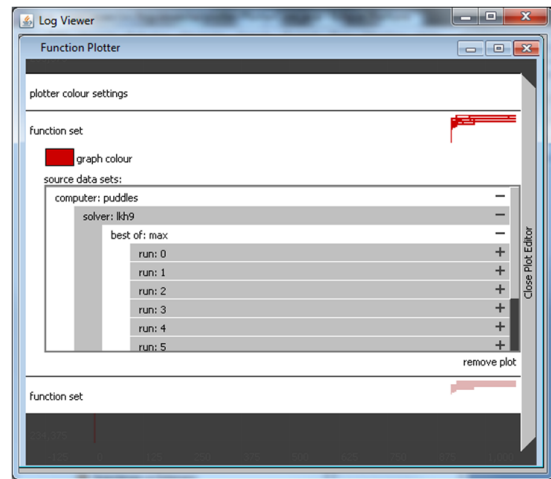 Log Viewer
Function Plotter
plotter colour settings
function set
graph colour
source data sets:
computer: puddles
solver: lkh9
best of: max
run: 0
run: 1
run: 2
run: 3
run: 4
run: 5
Close Plot Editor
remove plot
function set